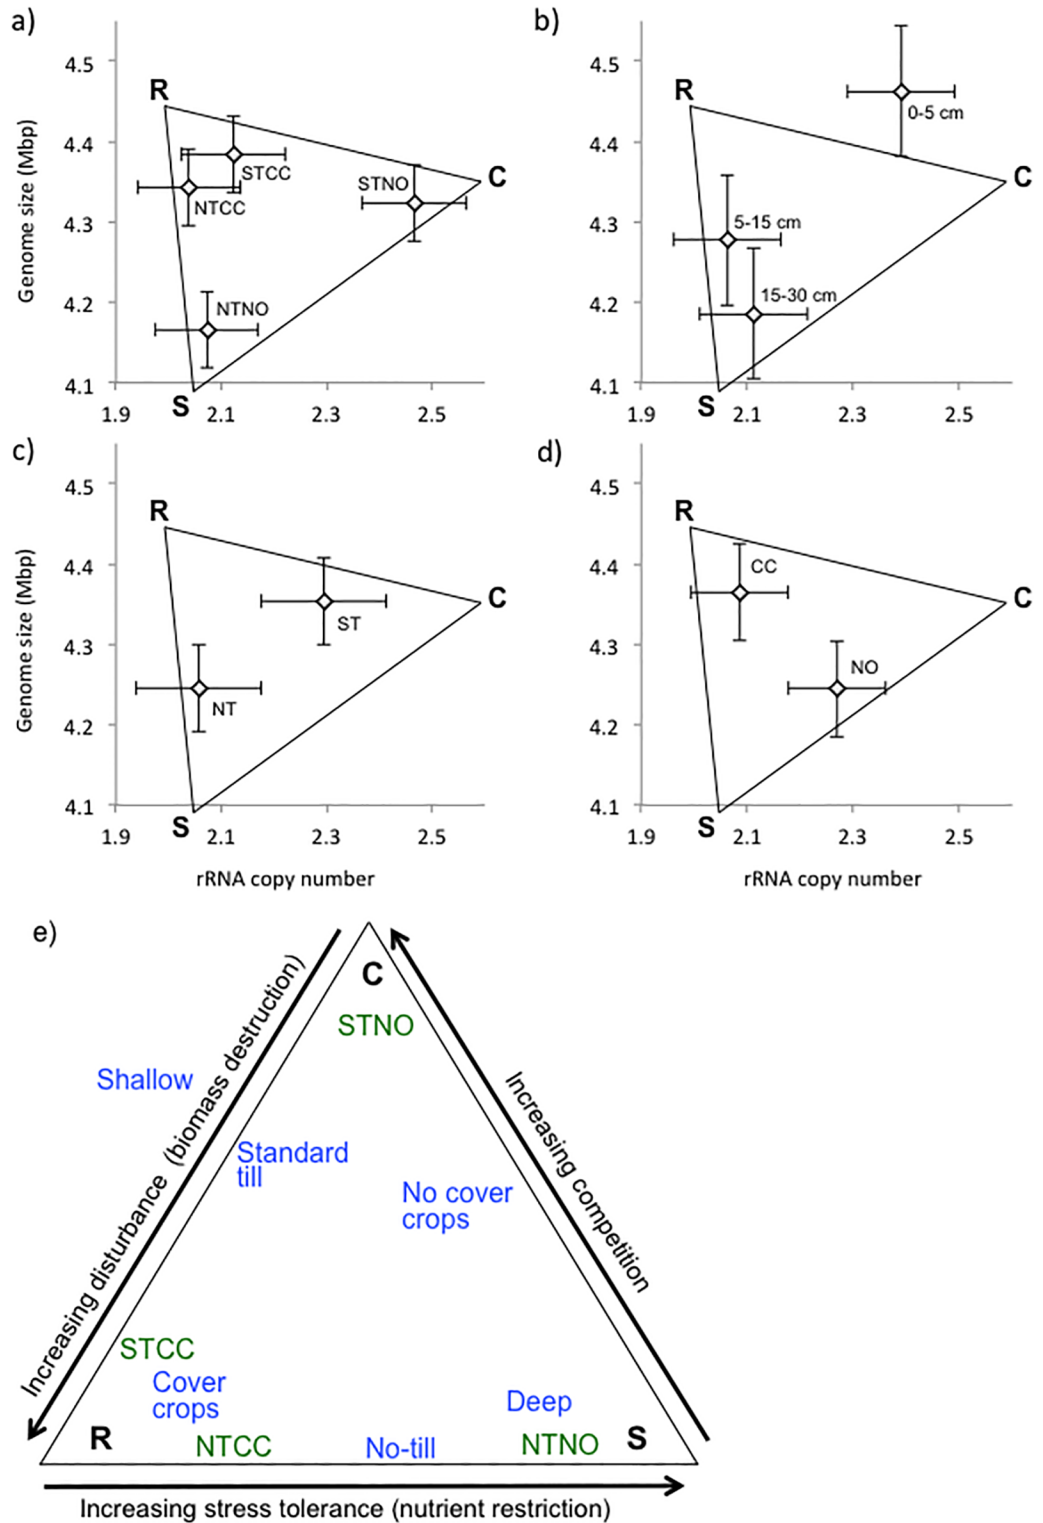 a)
Genome size (Mbp)
4.5
4.4
4.3
4.2
4.1
1.9
2.1
2.3
2.5
R
C
S
STCC
NTCC
STNO
NTNO
b)
4.5
4.4
4.3
4.2
4.1
1.9
2.1
2.3
2.5
R
C
S
0-5 cm
5-15 cm
15-30 cm
c)
Genome size (Mbp)
4.5
4.4
4.3
4.2
4.1
1.9
2.1
2.3
2.5
rRNA copy number
R
C
S
ST
NT
d)
4.5
4.4
4.3
4.2
4.1
1.9
2.1
2.3
2.5
rRNA copy number
R
C
S
CC
NO
e)
C
STNO
Shallow
Increasing disturbance (biomass destruction)
Standard
till
No cover
crops
Increasing competition
STCC
Cover
crops
Deep
R
NTCC
No-till
NTNO
S
Increasing stress tolerance (nutrient restriction)